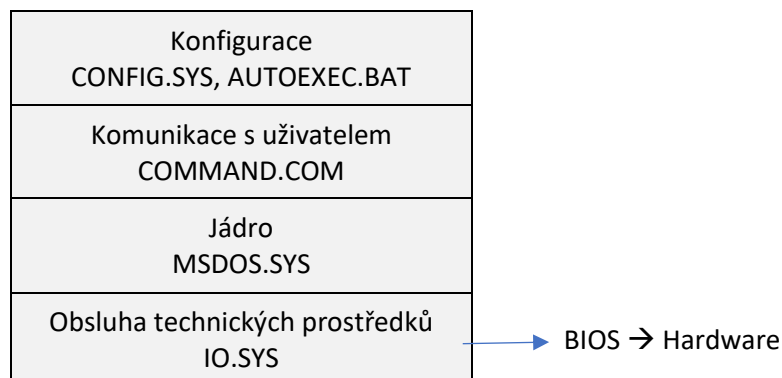 Konfigurace
CONFIG.SYS, AUTOEXEC.BAT
Komunikace s uživatelem
COMMAND.COM
Jádro
MSDOS.SYS
Obsluha technických prostředků
IO.SYS
BIOS → Hardware